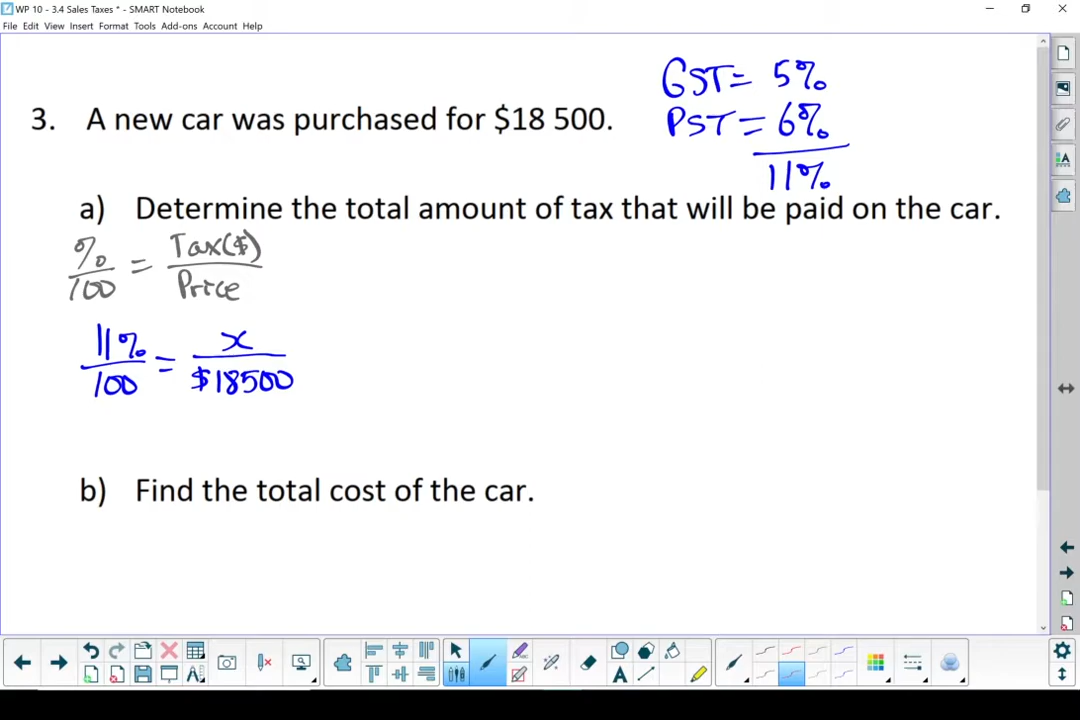 WP 10 - 3.4 Sales Taxes * - SMART Notebook
File Edit View Insert Format Tools Add-ons Account Help
GST = 5%
3. A new car was purchased for $18 500.
PST = 6%
11%
a) Determine the total amount of tax that will be paid on the car.
%/100 = Tax($)/Price
11%/100 = x/$18500
b) Find the total cost of the car.